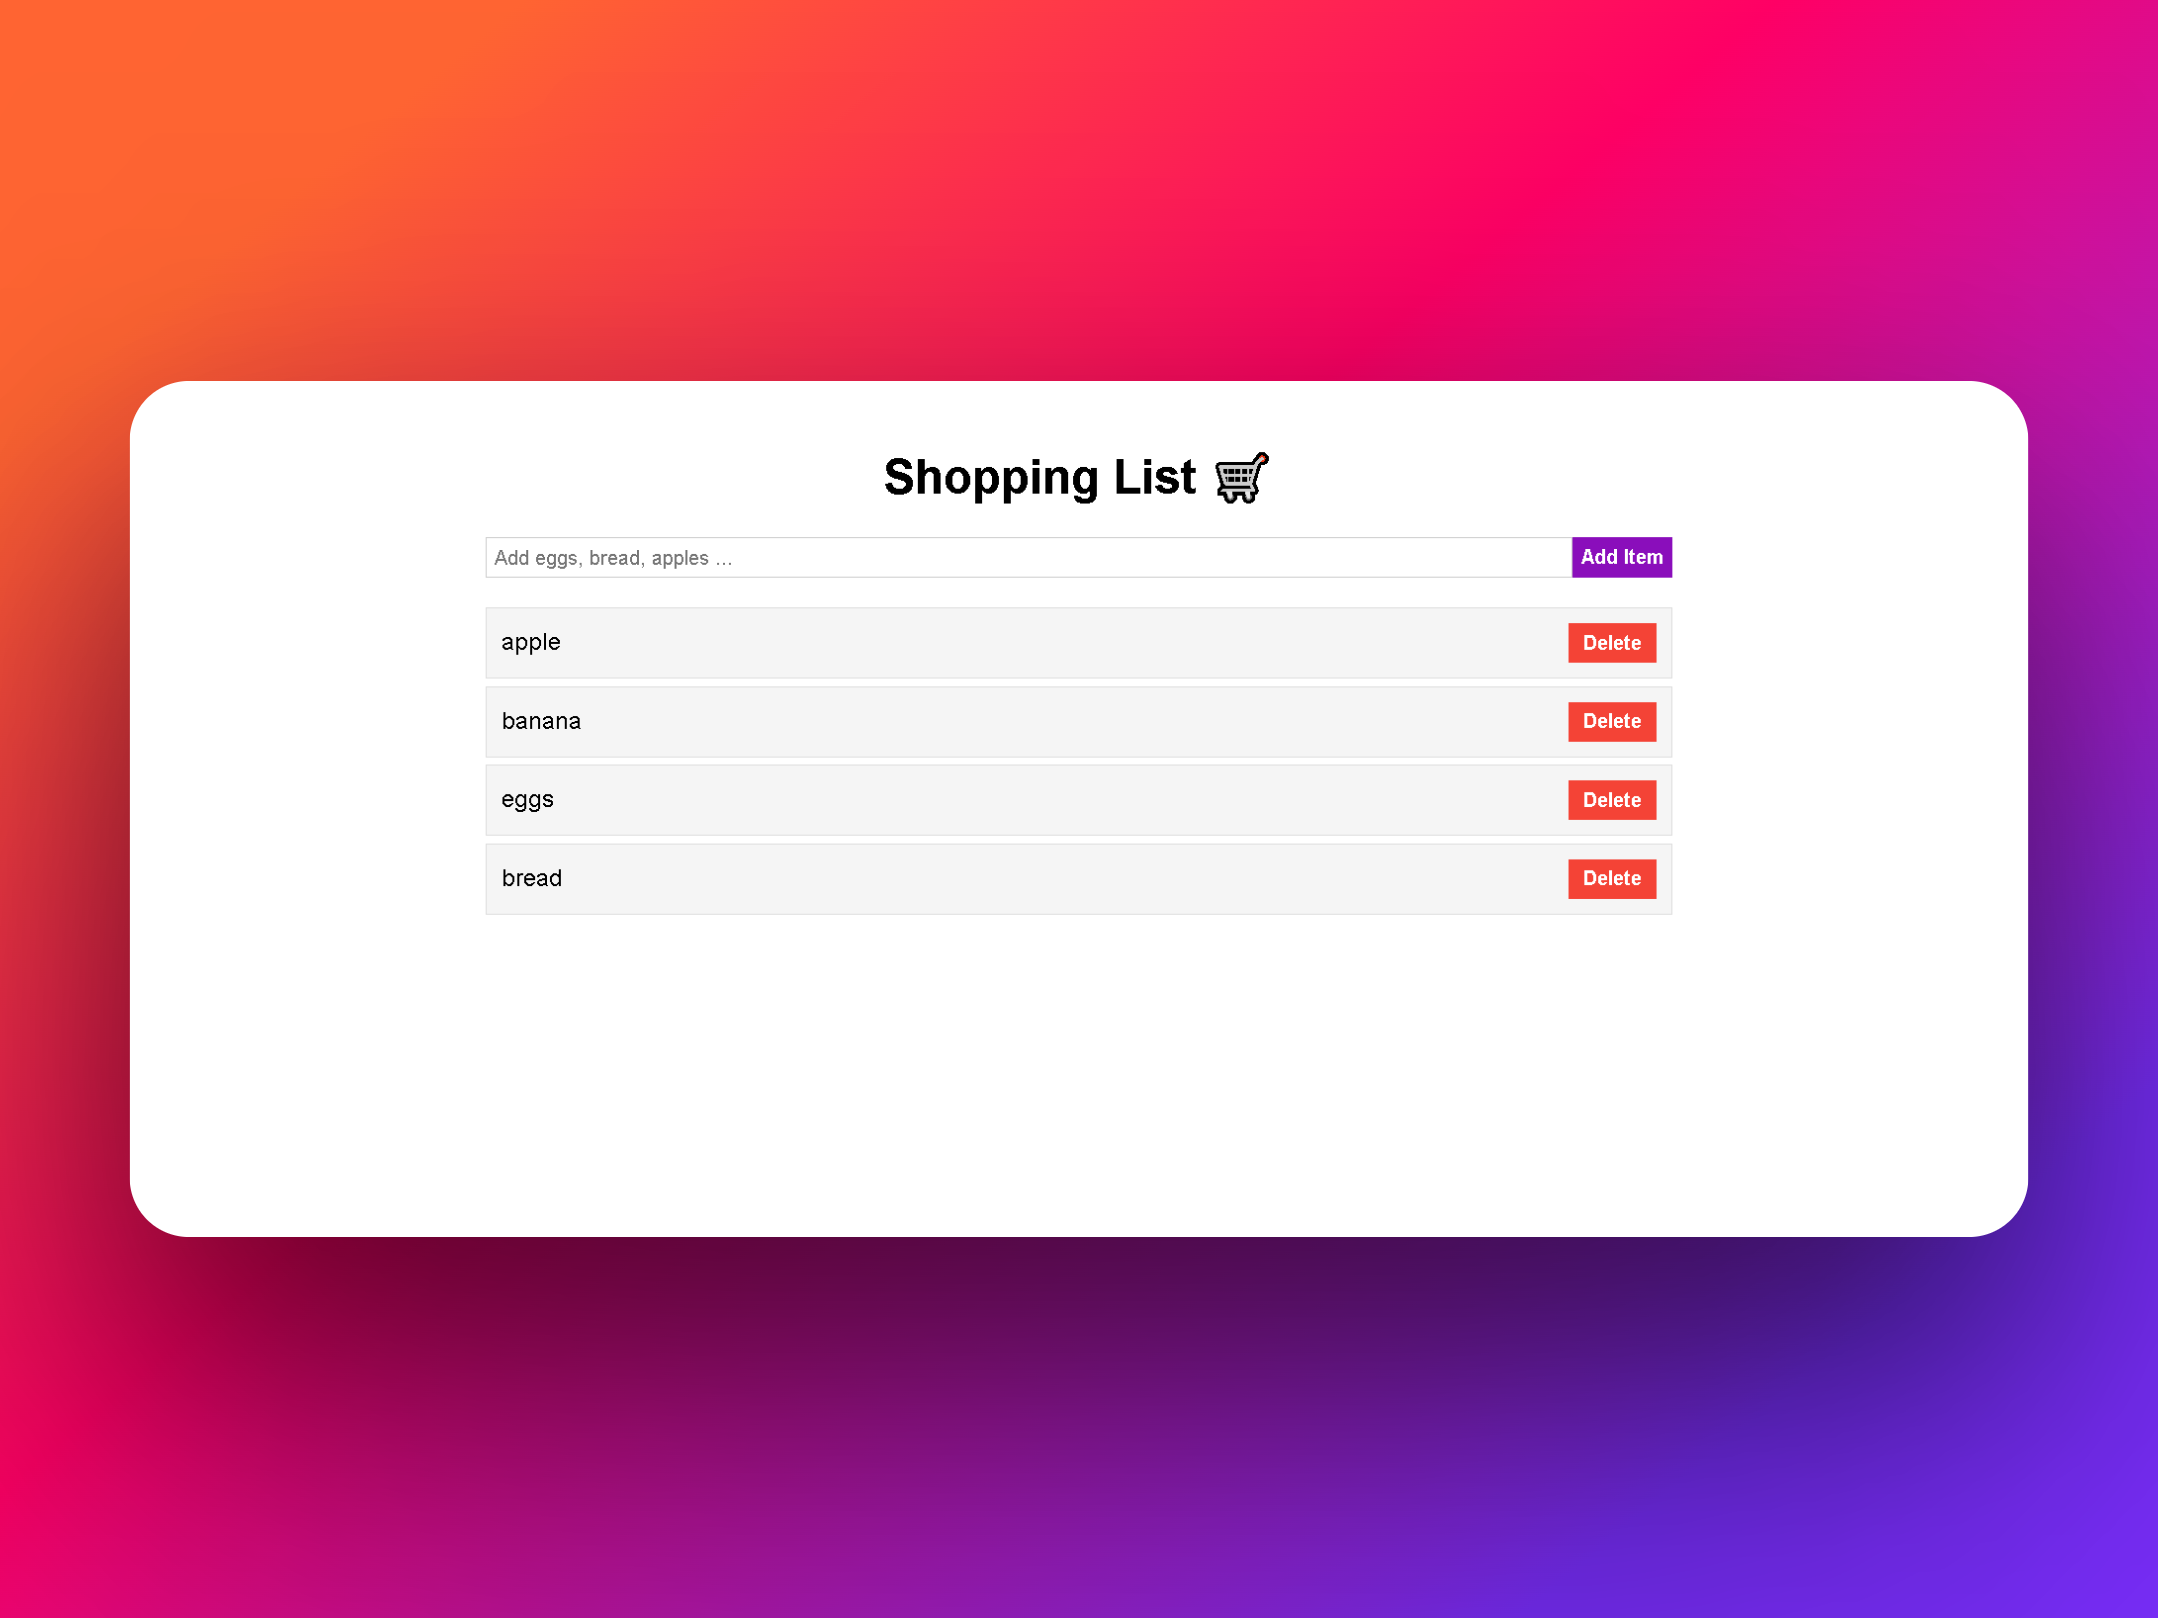 Shopping List 🛒
Add eggs, bread, apples ...
Add Item
apple
Delete
banana
Delete
eggs
Delete
bread
Delete